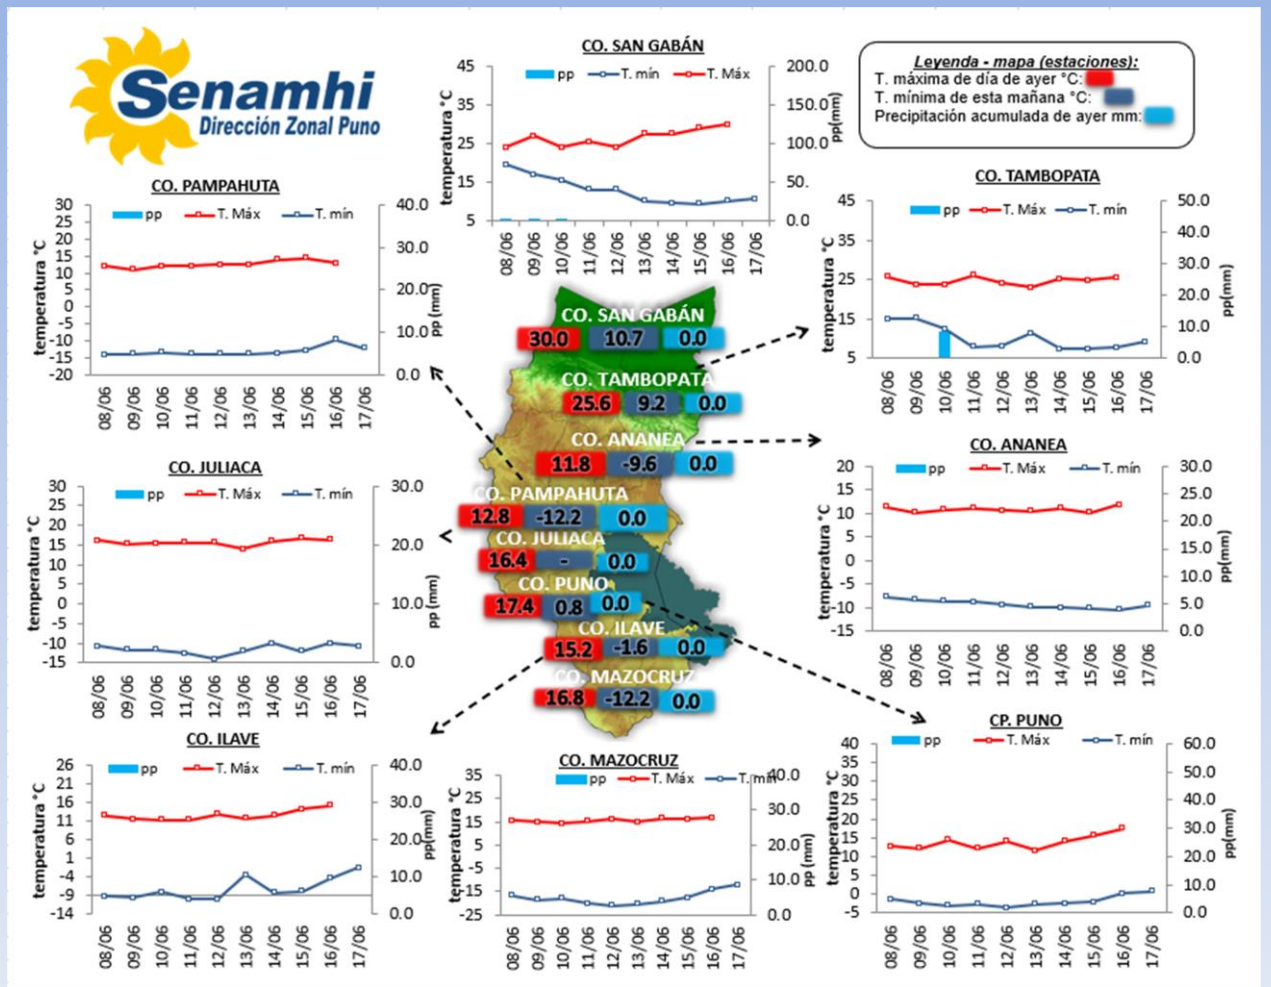 Senamhi
Dirección Zonal Puno
CO. SAN GABÁN
45
35
25
15
5
temperatura °C
pp
T. mín
T. Máx
200.0
150.0
100.0
50.
0.0
pp(mm)
08/06
09/06
10/06
11/06
12/06
13/06
14/06
15/06
16/06
17/06
Leyenda - mapa (estaciones):
T. máxima de día de ayer °C:
T. mínima de esta mañana °C:
Precipitación acumulada de ayer mm:
CO. PAMPAHUTA
30
25
20
15
10
5
0
-5
-10
-15
-20
temperatura °C
pp
T. Máx
T. mín
40.0
30.0
20.0
10.0
0.0
pp (mm)
08/06
09/06
10/06
11/06
12/06
13/06
14/06
15/06
16/06
17/06
CO. TAMBOPATA
45
35
25
15
5
temperatura °C
pp
T. Máx
T. mín
50.0
40.0
30.0
20.0
10.0
0.0
pp(mm)
08/06
09/06
10/06
11/06
12/06
13/06
14/06
15/06
16/06
17/06
CO. SAN GABÁN
30.0 10.7 0.0
CO. TAMBOPATA
25.6 9.2 0.0
CO. ANANEA
11.8 -9.6 0.0
CO. PAMPAHUTA
12.8 -12.2 0.0
CO. JULIACA
16.4 - 0.0
CO. PUNO
17.4 0.8 0.0
CO. ILAVE
15.2 -1.6 0.0
CO. MAZOCRUZ
16.8 -12.2 0.0
CO. JULIACA
30
25
20
15
10
5
0
-5
-10
-15
temperatura °C
pp
T. Máx
T. mín
30.0
20.0
10.0
0.0
pp (mm)
08/06
09/06
10/06
11/06
12/06
13/06
14/06
15/06
16/06
17/06
CO. ANANEA
20
15
10
5
0
-5
-10
-15
temperatura °C
pp
T. Máx
T. mín
30.0
25.0
20.0
15.0
10.0
5.0
0.0
pp(mm)
08/06
09/06
10/06
11/06
12/06
13/06
14/06
15/06
16/06
17/06
CO. ILAVE
26
21
16
11
6
1
-4
-9
-14
temperatura °C
pp
T. Máx
T. mín
40.0
30.0
20.0
10.0
0.0
pp(mm)
08/06
09/06
10/06
11/06
12/06
13/06
14/06
15/06
16/06
17/06
CO. MAZOCRUZ
35
25
15
5
-5
-15
-25
temperatura °C
pp
T. Máx
T. mín
40.0
30.0
20.0
10.0
0.0
pp (mm)
08/06
09/06
10/06
11/06
12/06
13/06
14/06
15/06
16/06
17/06
CP. PUNO
40
35
30
25
20
15
10
5
0
-5
temperatura °C
pp
T. Máx
T. mín
60.0
50.0
40.0
30.0
20.0
10.0
0.0
pp(mm)
08/06
09/06
10/06
11/06
12/06
13/06
14/06
15/06
16/06
17/06